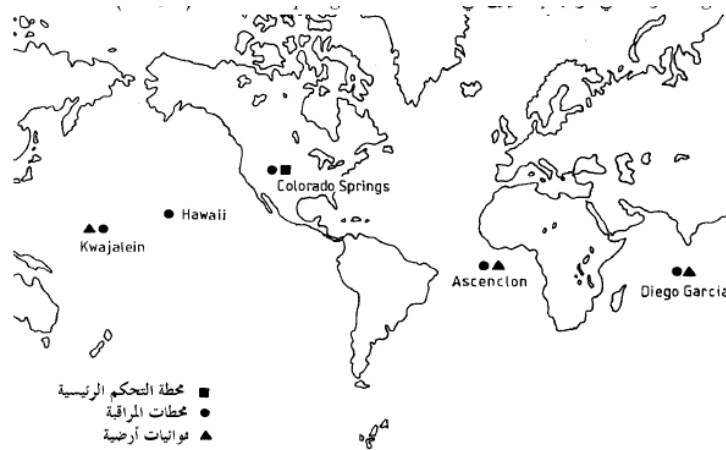 Colorado Springs
Hawaii
Kwajalein
Ascencion
Diego Garcia
محطة التحكم الرئيسية
محطات المراقبة
هوائيات أرضية